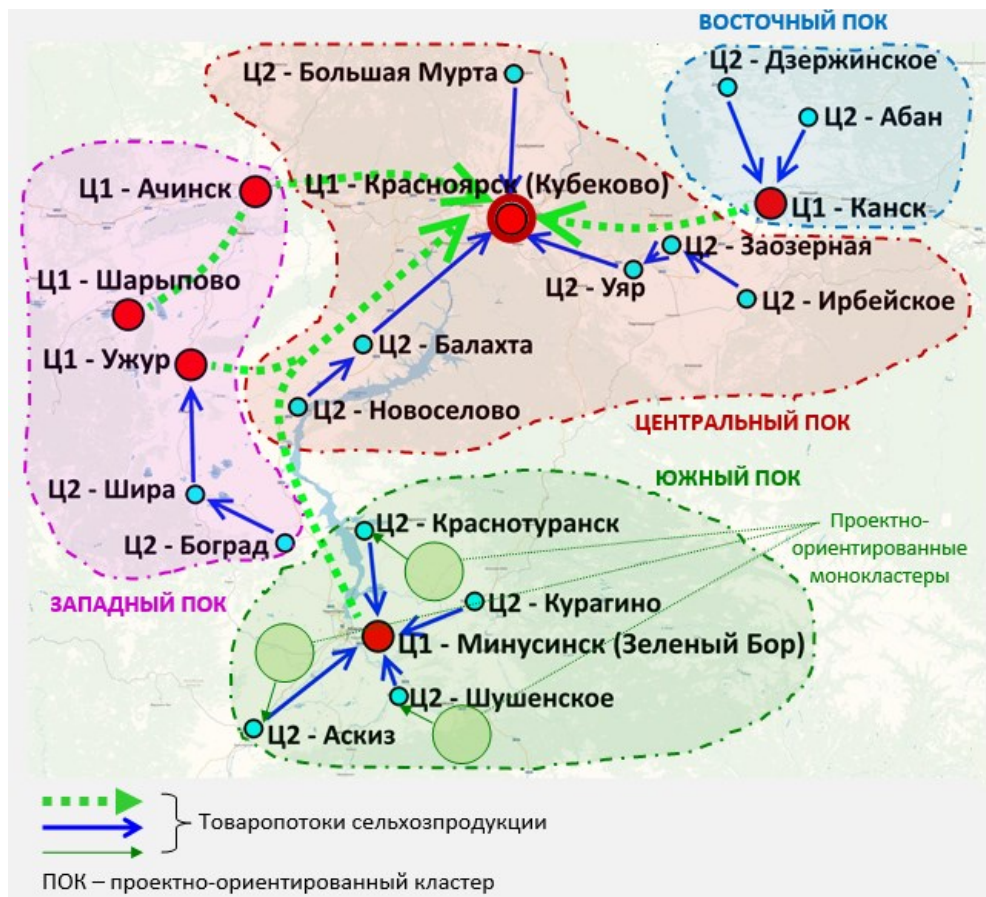 ВОСТОЧНЫЙ ПОК
Ц2 - Дзержинское
Ц2 - Большая Мурта
Ц2 - Абан
Ц1 - Ачинск
Ц1 - Красноярск (Кубеково)
Ц1 - Канск
Ц2 - Заозерная
Ц1 - Шарыпово
Ц2 - Уяр
Ц2 - Ирбейское
Ц1 - Ужур
Ц2 - Балахта
Ц2 - Новоселово
ЦЕНТРАЛЬНЫЙ ПОК
ЮЖНЫЙ ПОК
Ц2 - Шира
Ц2 - Краснотуранск
Проектно-
ориентированные
монокластеры
Ц2 - Боград
ЗАПАДНЫЙ ПОК
Ц2 - Курагино
Ц1 - Минусинск (Зеленый Бор)
Ц2 - Шушенское
Ц2 - Аскиз
Товаропотоки сельхозпродукции
ПОК – проектно-ориентированный кластер